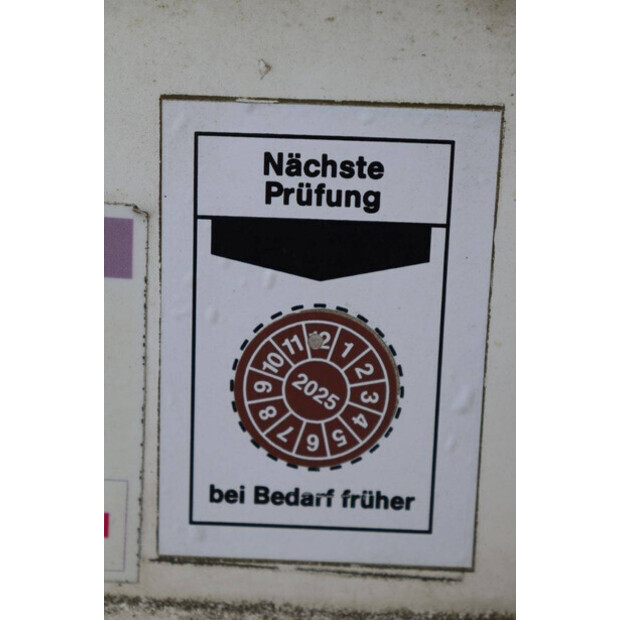 Nächste
Prüfung
11 12 1
10 2
9 2025 3
8 4
7 6 5
bei Bedarf früher